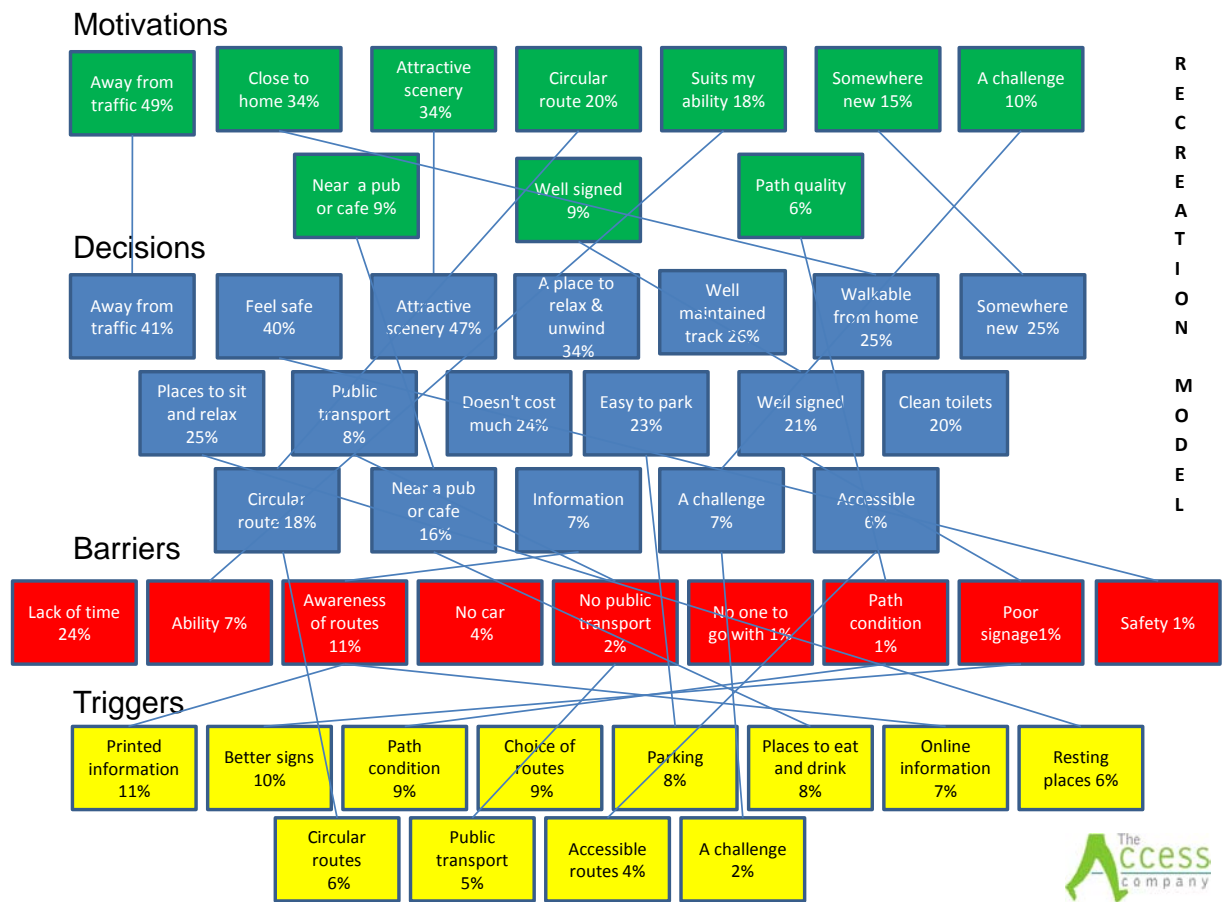 Motivations
Away from
traffic 49%
Close to
home 34%
Attractive
scenery
34%
Circular
route 20%
Suits my
ability 18%
Somewhere
new 15%
A challenge
10%
Near a pub
or cafe 9%
Well signed
9%
Path quality
6%
Decisions
Away from
traffic 41%
Feel safe
40%
Attractive
scenery 47%
A place to
relax &
unwind
34%
Well
maintained
track 26%
Walkable
from home
25%
Somewhere
new 25%
Places to sit
and relax
25%
Public
transport
8%
Doesn't cost
much 24%
Easy to park
23%
Well signed
21%
Clean toilets
20%
Circular
route 18%
Near a pub
or cafe
16%
Information
7%
A challenge
7%
Accessible
6%
Barriers
Lack of time
24%
Ability 7%
Awareness
of routes
11%
No car
4%
No public
transport
2%
No one to
go with 1%
Path
condition
1%
Poor
signage1%
Safety 1%
Triggers
Printed
information
11%
Better signs
10%
Path
condition
9%
Choice of
routes
9%
Parking
8%
Places to eat
and drink
8%
Online
information
7%
Resting
places 6%
Circular
routes
6%
Public
transport
5%
Accessible
routes 4%
A challenge
2%
R
E
C
R
E
A
T
I
O
N
M
O
D
E
L
The
Access
company